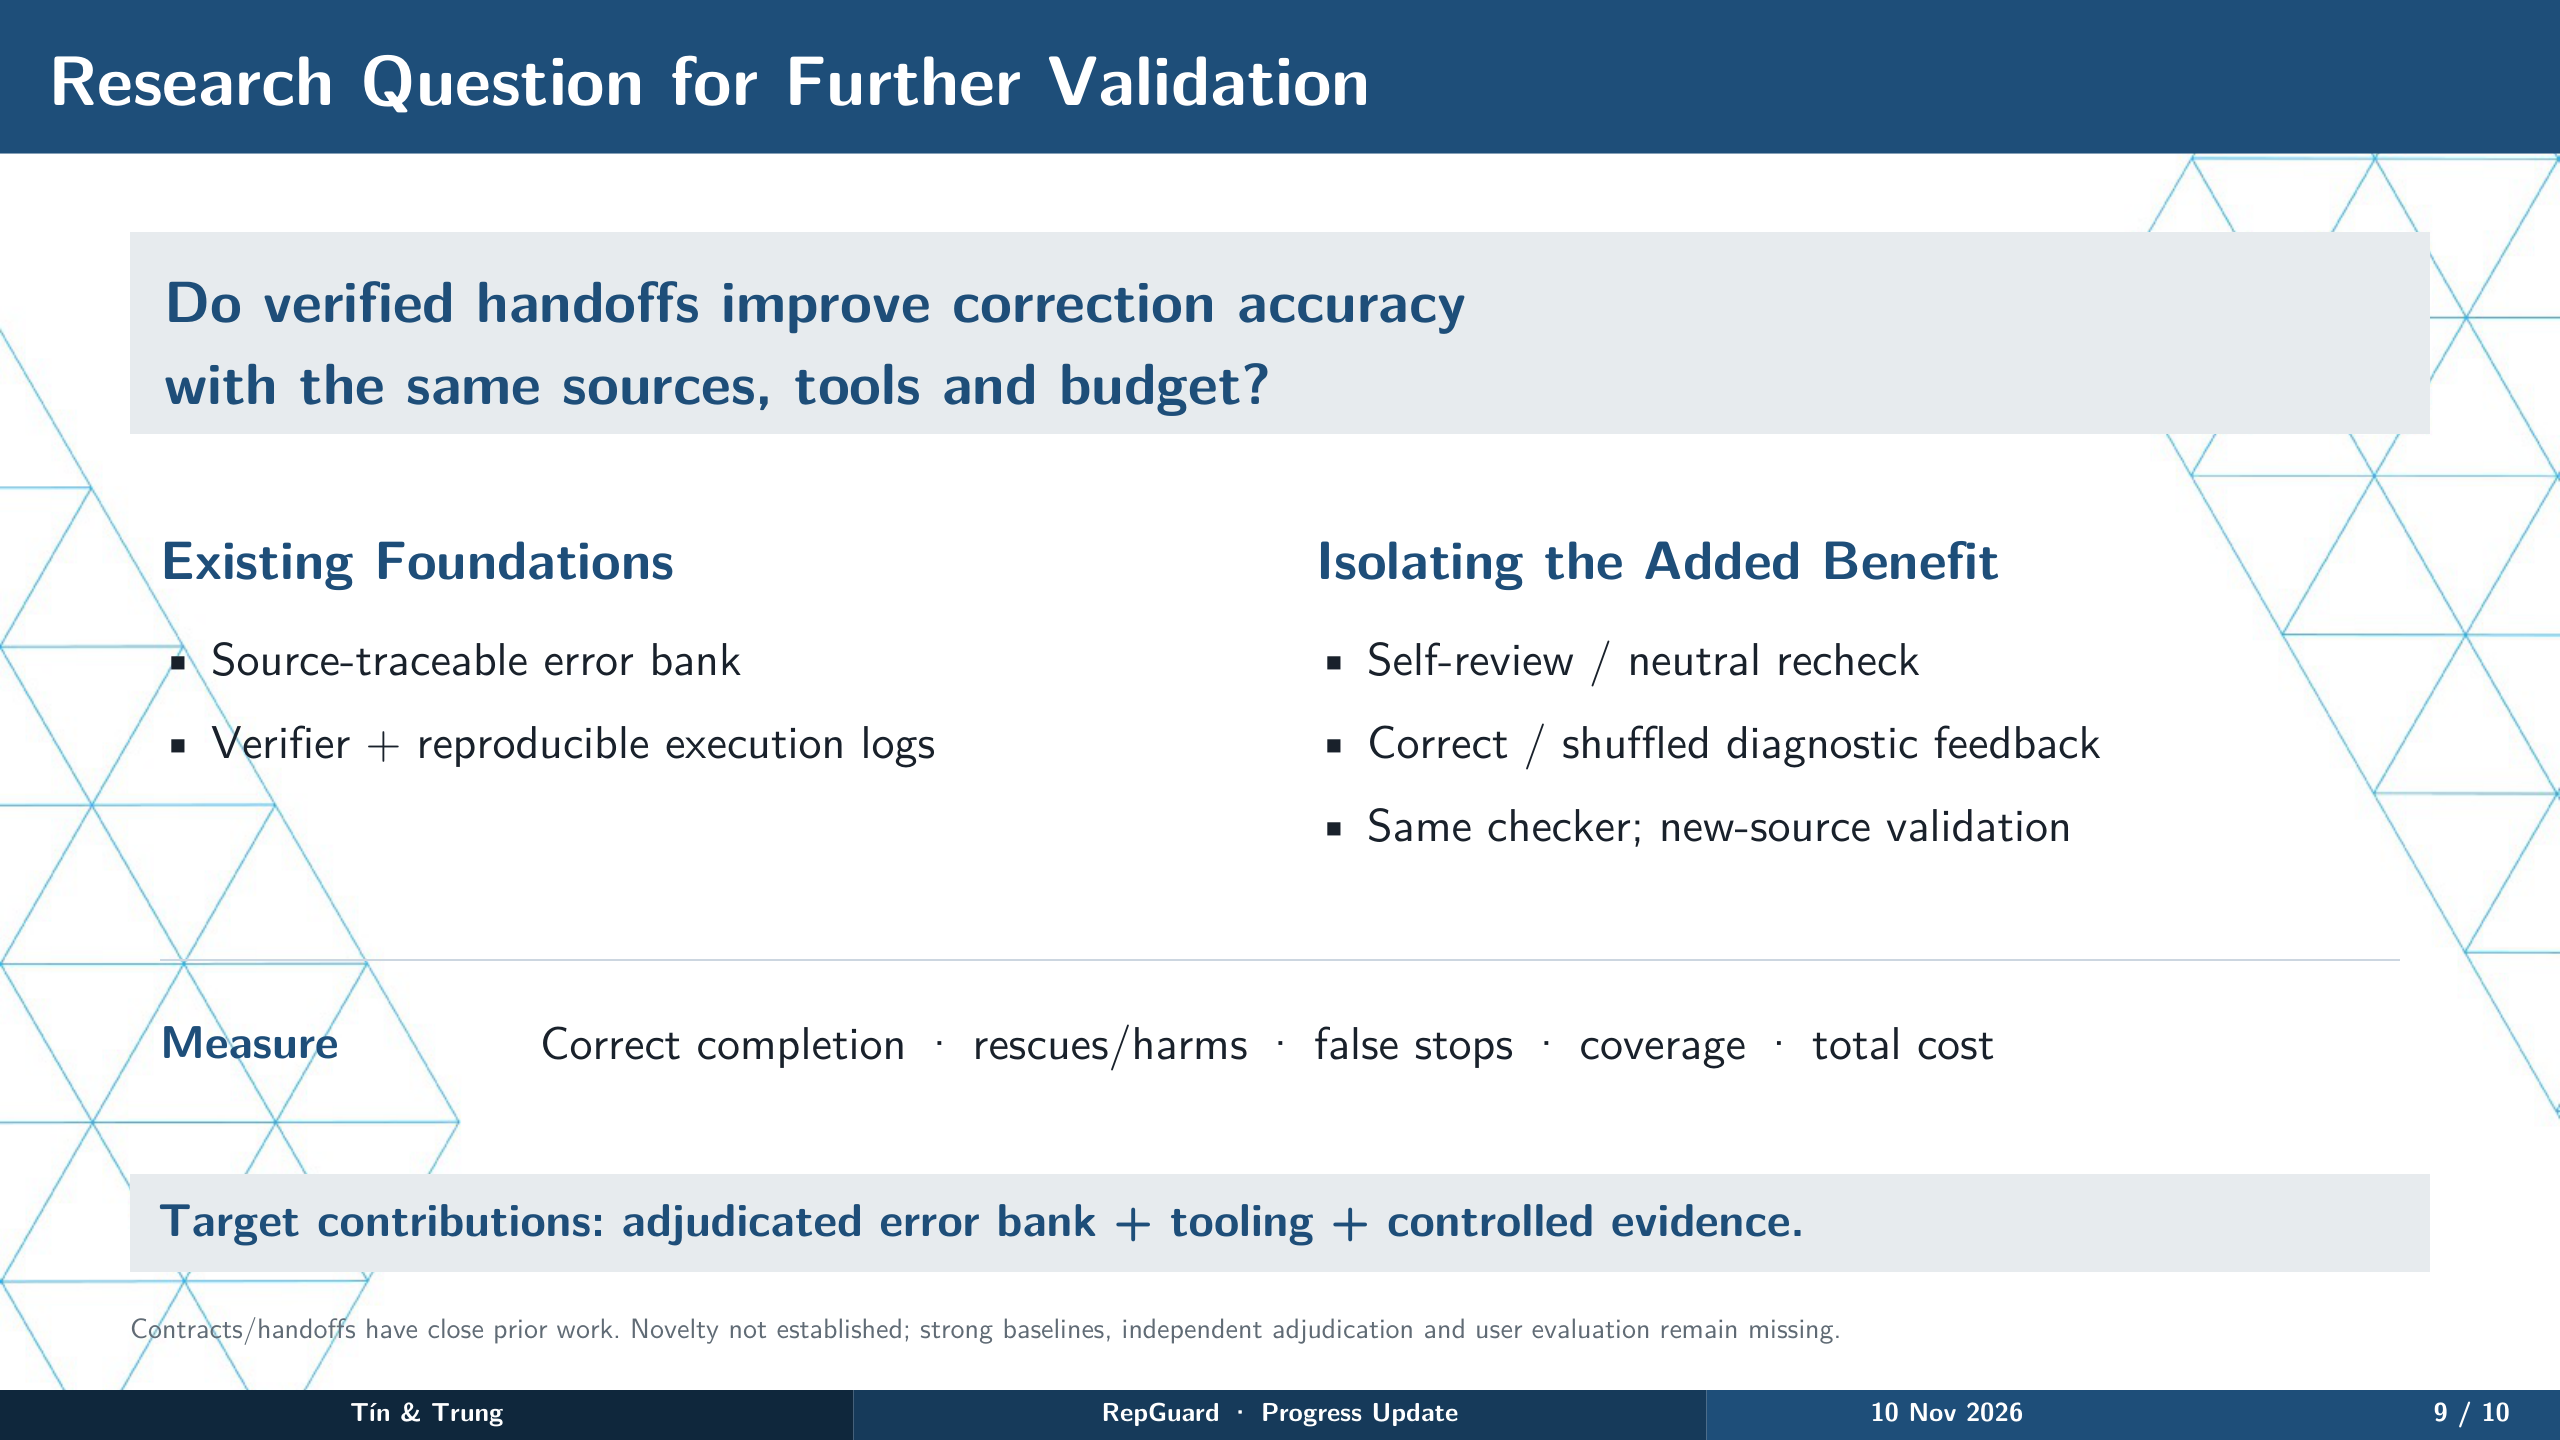 Research Question for Further Validation
Do verified handoffs improve correction accuracy
with the same sources, tools and budget?
Existing Foundations
▪ Source-traceable error bank
▪ Verifier + reproducible execution logs
Isolating the Added Benefit
▪ Self-review / neutral recheck
▪ Correct / shuffled diagnostic feedback
▪ Same checker; new-source validation
Measure Correct completion · rescues/harms · false stops · coverage · total cost
Target contributions: adjudicated error bank + tooling + controlled evidence.
Contracts/handoffs have close prior work. Novelty not established; strong baselines, independent adjudication and user evaluation remain missing.
Tín & Trung RepGuard · Progress Update 10 Nov 2026 9 / 10